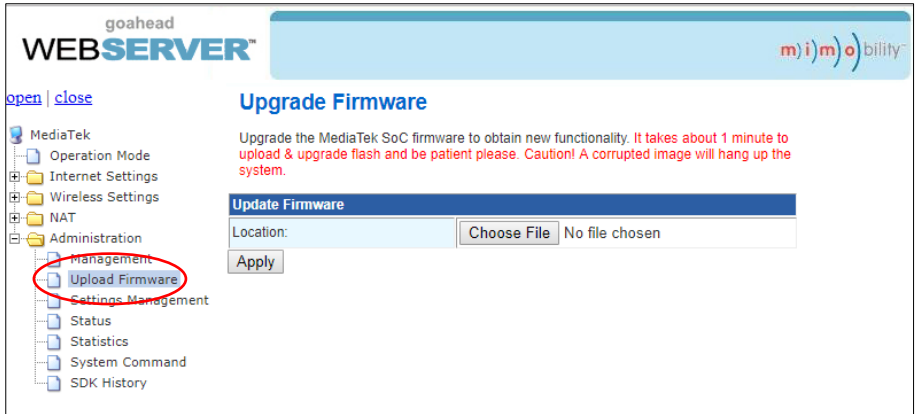 goahead
WEBSERVER™
m)i)m)o)bility™
open | close
MediaTek
Operation Mode
Internet Settings
Wireless Settings
NAT
Administration
Management
Upload Firmware
Settings Management
Status
Statistics
System Command
SDK History
Upgrade Firmware
Upgrade the MediaTek SoC firmware to obtain new functionality. It takes about 1 minute to
upload & upgrade flash and be patient please. Caution! A corrupted image will hang up the
system.
Update Firmware
Location: Choose File No file chosen
Apply